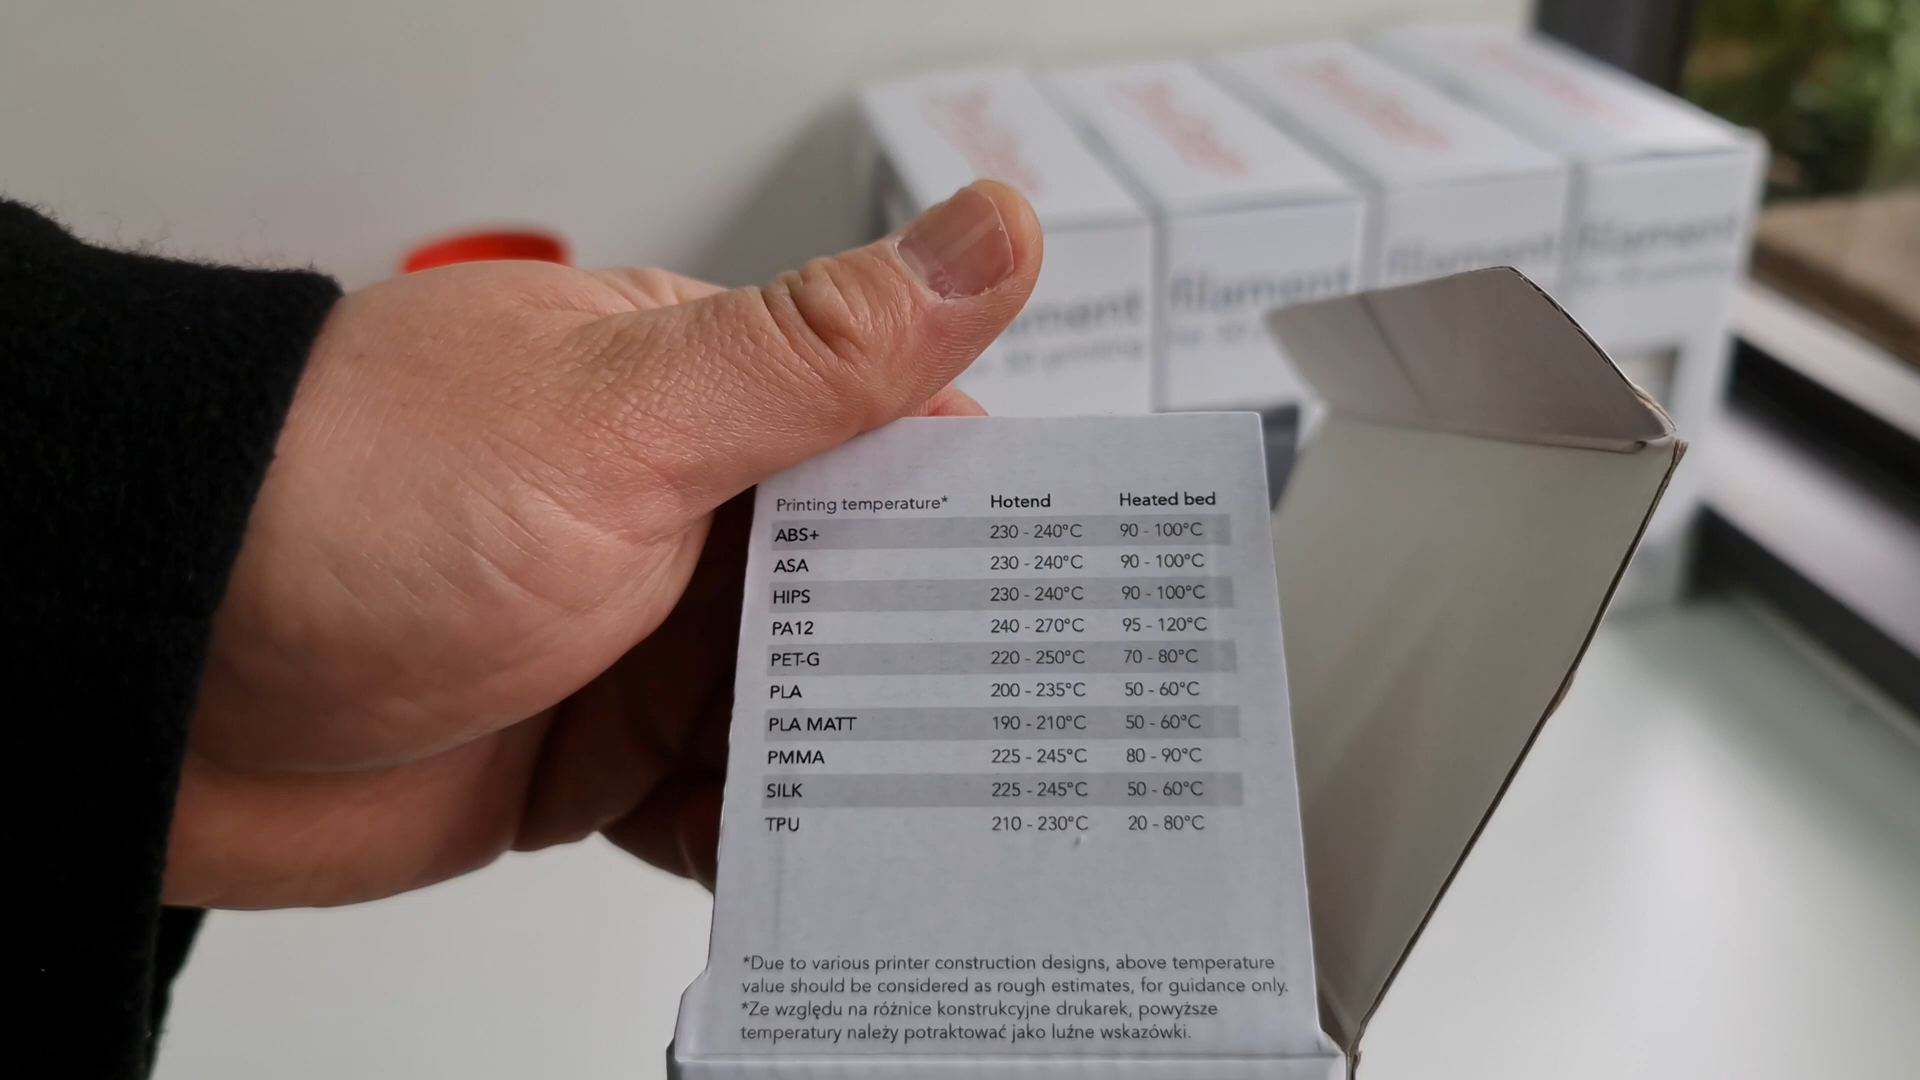 filament
filament
filament
filament
Printing temperature* Hotend Heated bed
ABS+ 230 - 240°C 90 - 100°C
ASA 230 - 240°C 90 - 100°C
HIPS 230 - 240°C 90 - 100°C
PA12 240 - 270°C 95 - 120°C
PET-G 220 - 250°C 70 - 80°C
PLA 200 - 235°C 50 - 60°C
PLA MATT 190 - 210°C 50 - 60°C
PMMA 225 - 245°C 80 - 90°C
SILK 225 - 245°C 50 - 60°C
TPU 210 - 230°C 20 - 80°C
*Due to various printer construction designs, above temperature
value should be considered as rough estimates, for guidance only.
*Ze względu na różnice konstrukcyjne drukarek, powyższe
temperatury należy potraktować jako luźne wskazówki.